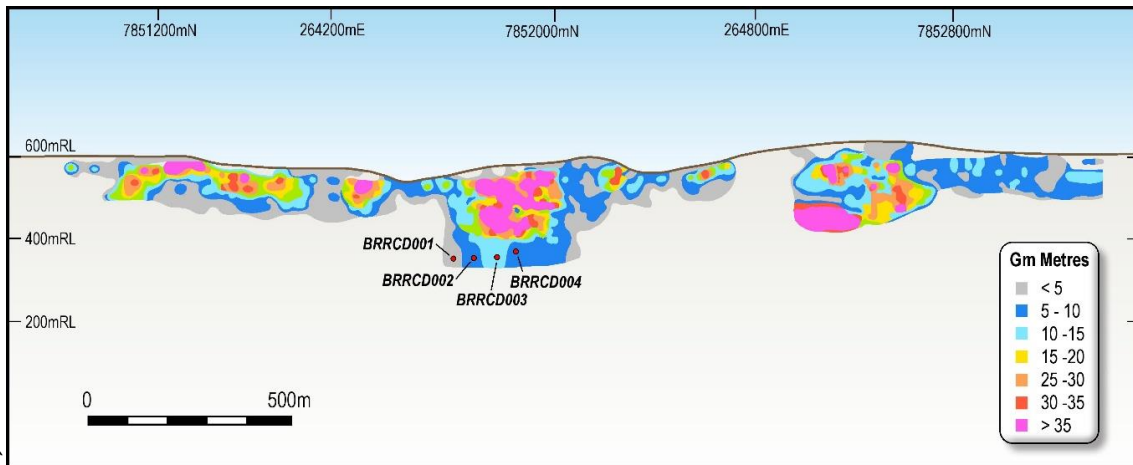 7851200mN 264200mE 7852000mN 264800mE 7852800mN
600mRL
400mRL
BRRCD001
BRRCD002
BRRCD003
BRRCD004
200mRL
0 500m
Gm Metres
< 5
5 - 10
10 -15
15 -20
25 -30
30 -35
> 35